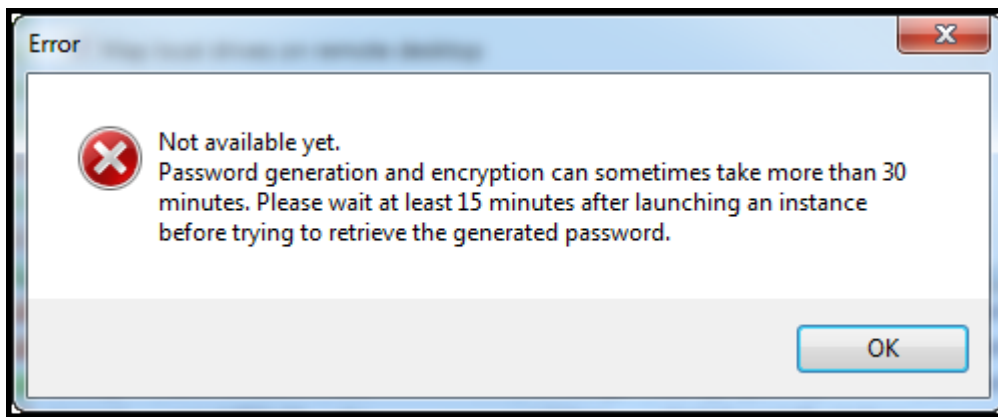 Error
Not available yet.
Password generation and encryption can sometimes take more than 30
minutes. Please wait at least 15 minutes after launching an instance
before trying to retrieve the generated password.
OK